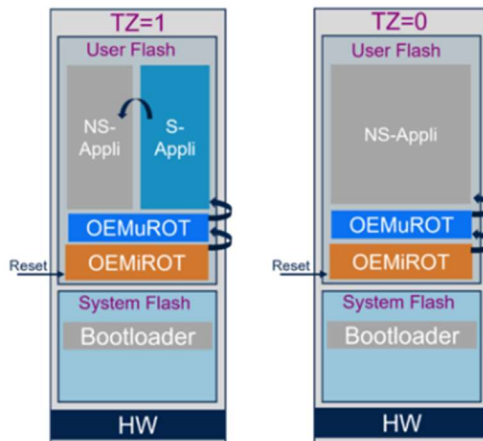 TZ=1
User Flash
NS-
Appli
S-
Appli
OEMuROT
Reset
OEMiROT
System Flash
Bootloader
HW
TZ=0
User Flash
NS-Appli
OEMuROT
Reset
OEMiROT
System Flash
Bootloader
HW